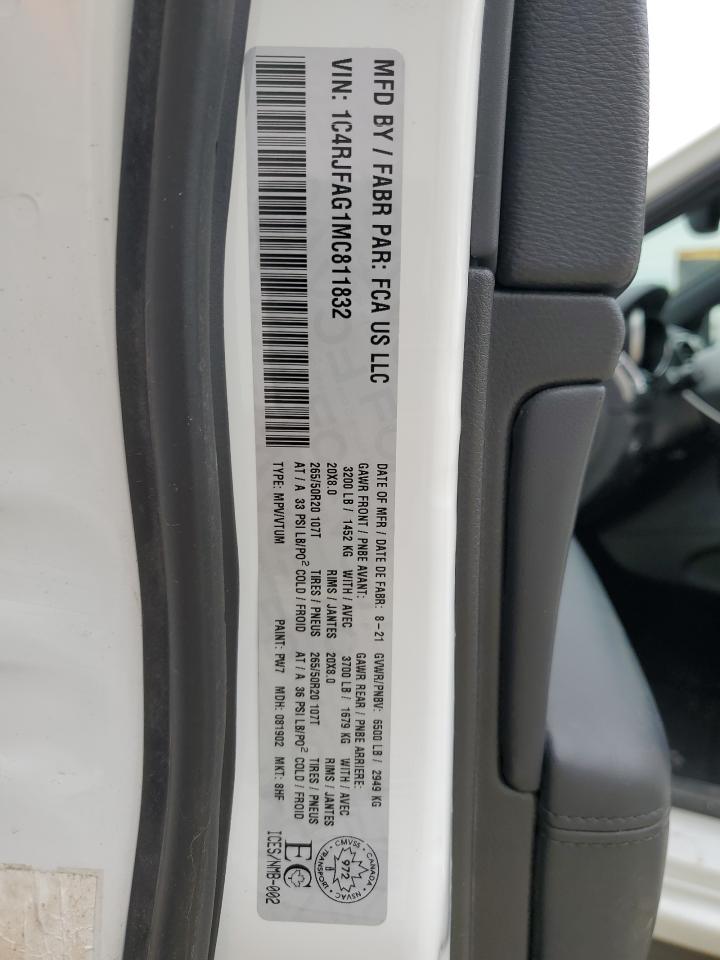 MFD BY / FABR PAR: FCA US LLC
VIN: 1C4RJFAG1MC811832
DATE OF MFR / DATE DE FABR: 8-21 GVWR/PNBV: 6500 LB / 2949 KG
GAWR FRONT / PNBE AVANT: GAWR REAR / PNBE ARRIERE:
3200 LB / 1452 KG WITH / AVEC 3700 LB / 1679 KG WITH / AVEC
20X8.0 RIMS / JANTES 20X8.0 RIMS / JANTES
265/50R20 107T TIRES / PNEUS 265/50R20 107T TIRES / PNEUS
AT / A 33 PSI LB/PO² COLD / FROID AT / A 36 PSI LB/PO² COLD / FROID
TYPE: MPV/VTUM PAINT: PW7 MDH: 081902 MKT: 8HF
CANADA
CMVSS NSVAC
972
TRANSPORT
EC
ICES/NMB-002